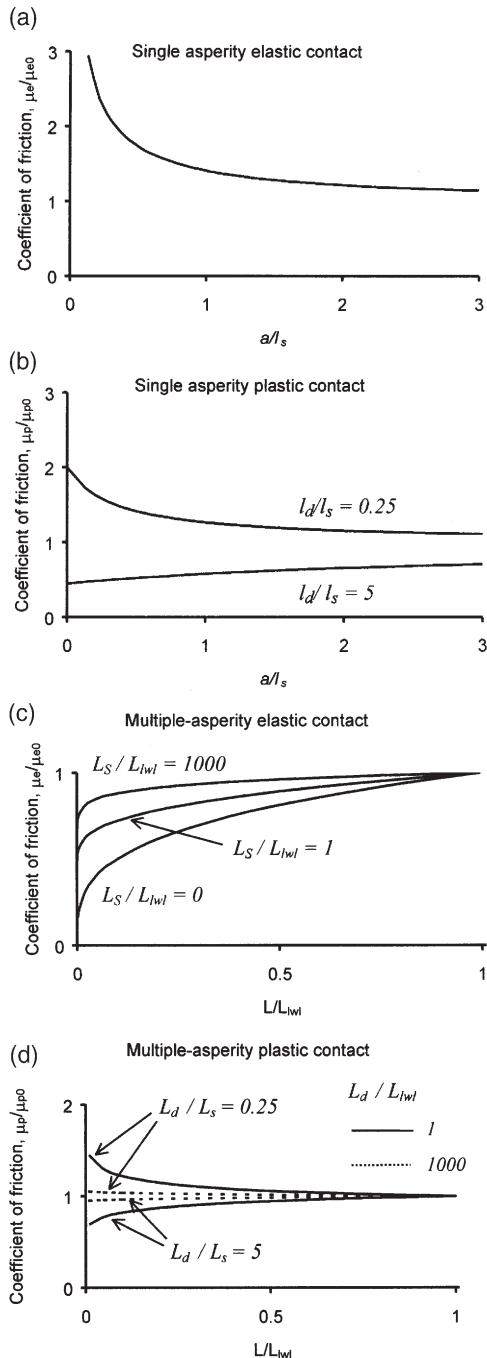 (a)
Single asperity elastic contact
Coefficient of friction, μe/μe0
3
2
1
0
0 1 2 3
a/ls
(b)
Single asperity plastic contact
Coefficient of friction, μp/μp0
3
2
1
0
ld/ls = 0.25
ld/ls = 5
0 1 2 3
a/ls
(c)
Multiple-asperity elastic contact
Coefficient of friction, μe/μe0
1
0
LS / Llwl = 1000
LS / Llwl = 1
LS / Llwl = 0
0 0.5 1
L/Llwl
(d)
Multiple-asperity plastic contact
Coefficient of friction, μp/μp0
2
1
0
Ld / Ls = 0.25
Ld / Llwl
1
1000
Ld / Ls = 5
0 0.5 1
L/Llwl